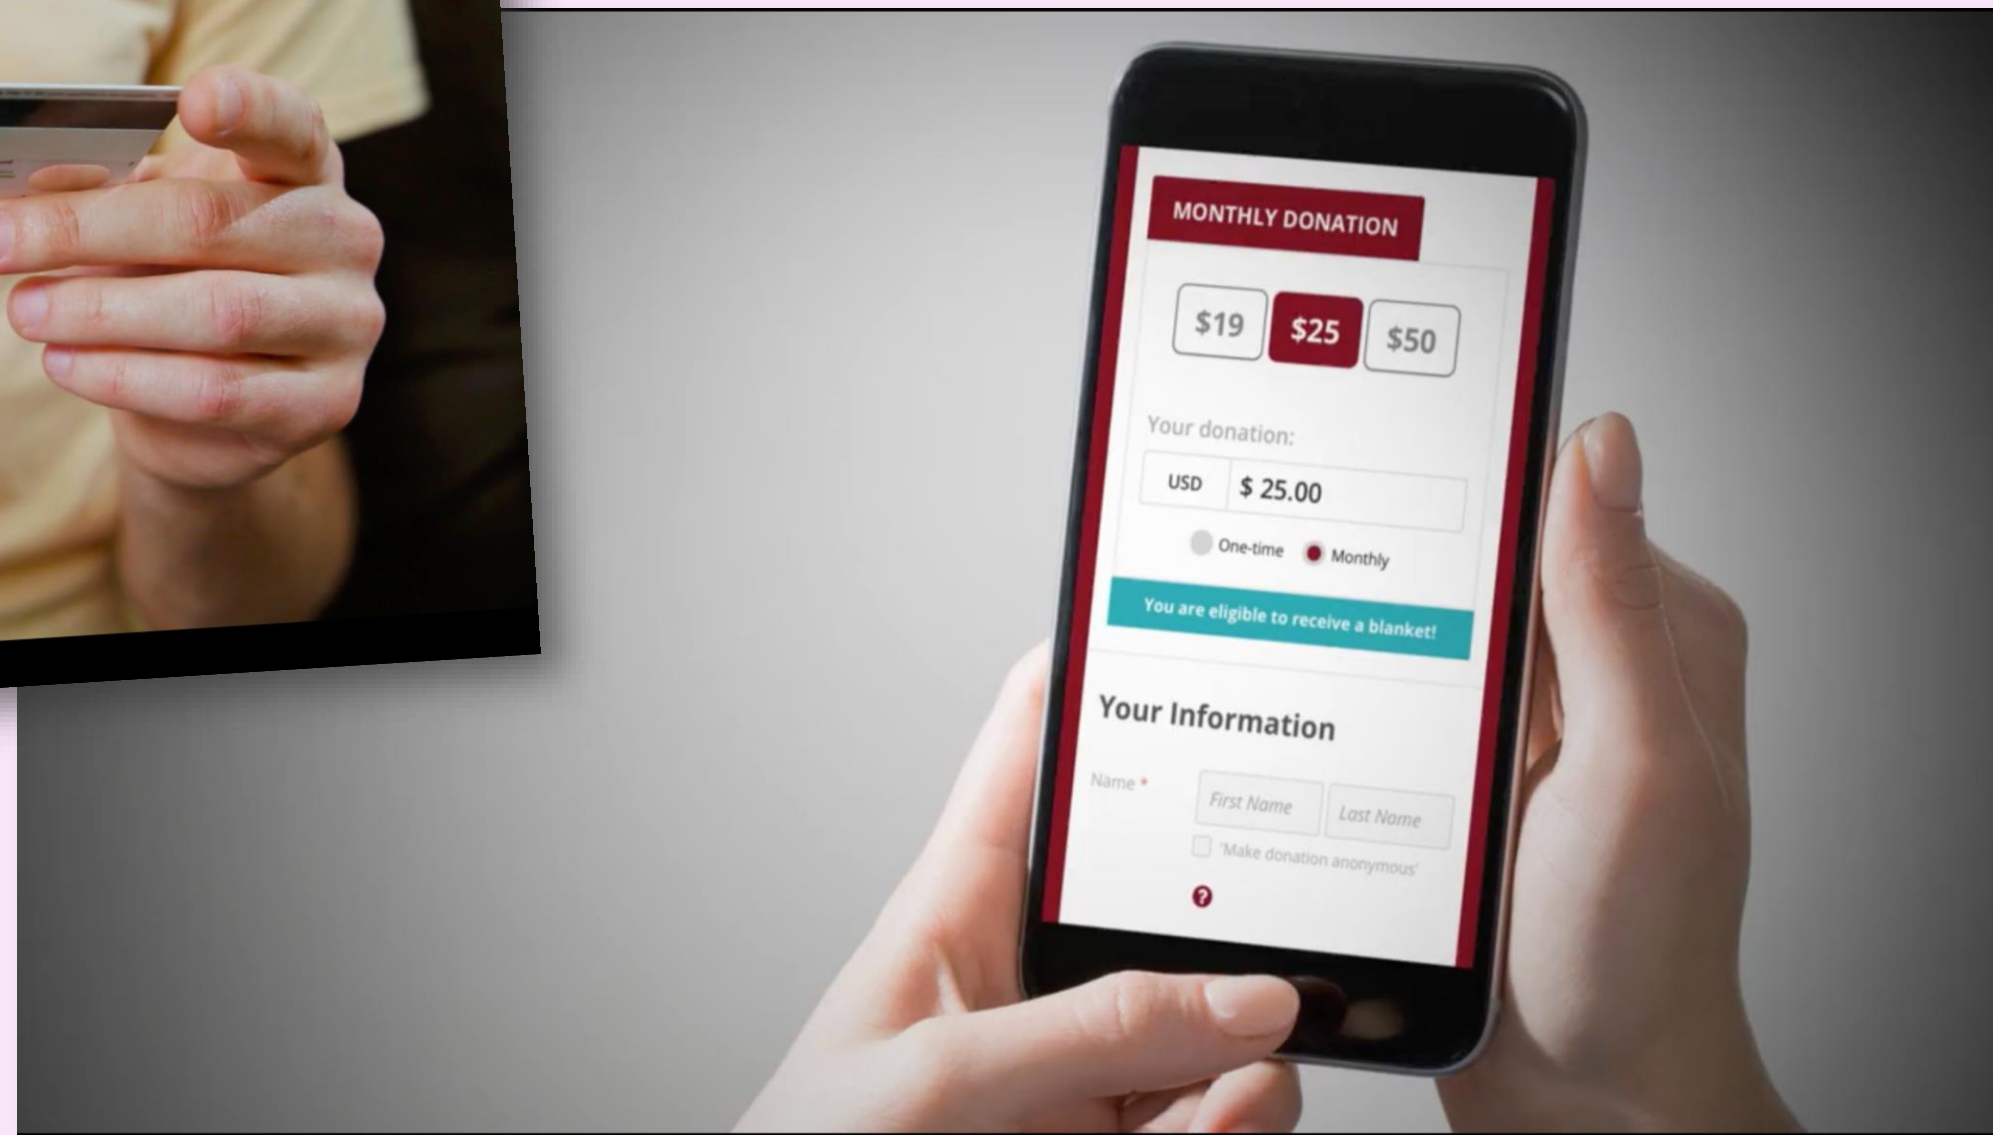 MONTHLY DONATION
$19 $25 $50
Your donation:
USD $ 25.00
One-time Monthly
You are eligible to receive a blanket!
Your Information
Name * First Name Last Name
'Make donation anonymous'
?